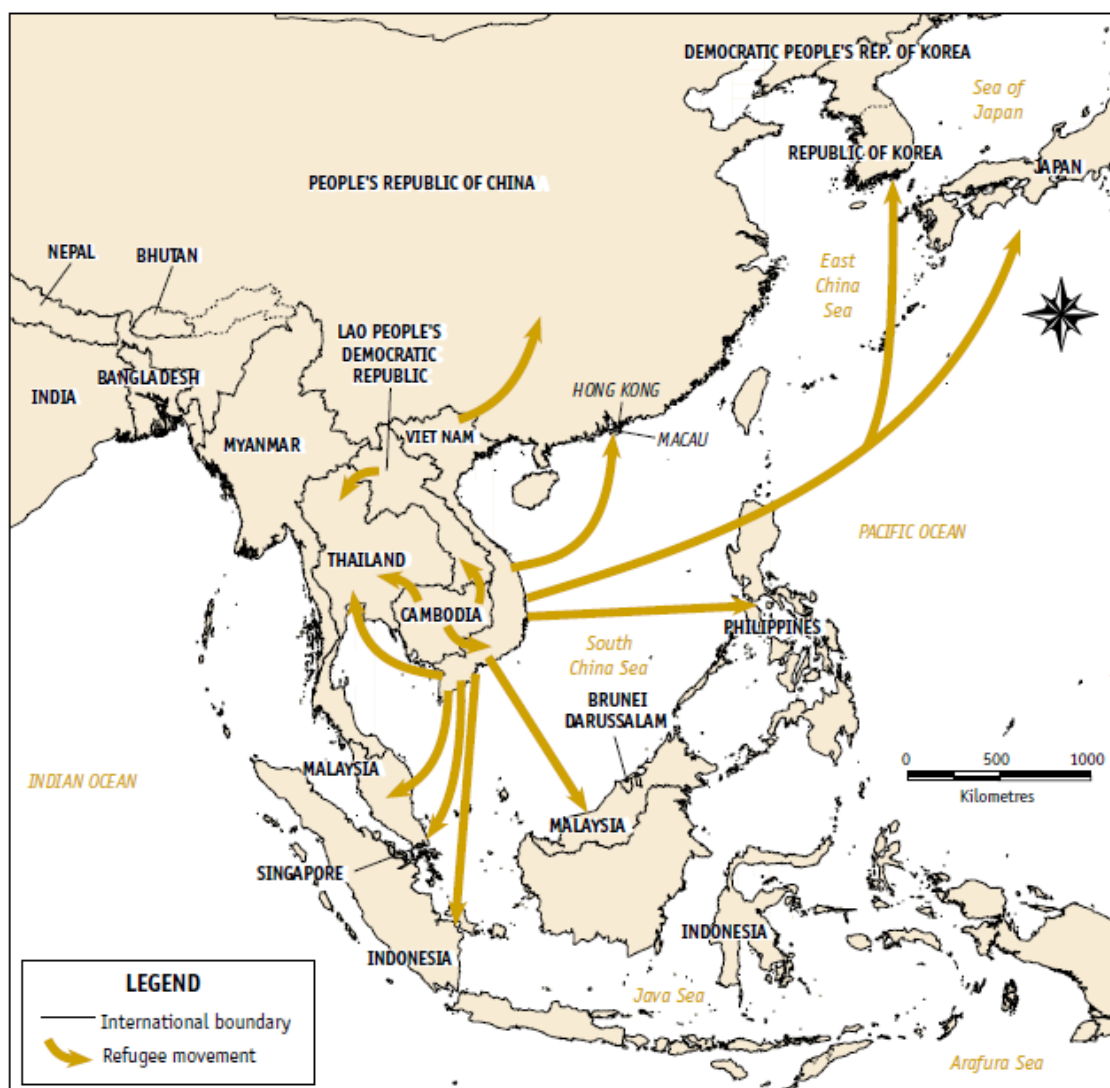 DEMOCRATIC PEOPLE'S REP. OF KOREA
Sea of
Japan
REPUBLIC OF KOREA
JAPAN
PEOPLE'S REPUBLIC OF CHINA
NEPAL
BHUTAN
East
China
Sea
LAO PEOPLE'S
DEMOCRATIC
REPUBLIC
BANGLADESH
INDIA
HONG KONG
MACAU
VIET NAM
MYANMAR
PACIFIC OCEAN
THAILAND
CAMBODIA
PHILIPPINES
South
China Sea
BRUNEI
DARUSSALAM
INDIAN OCEAN
MALAYSIA
0 500 1000
Kilometres
MALAYSIA
SINGAPORE
INDONESIA
INDONESIA
Java Sea
Arafura Sea
LEGEND
International boundary
Refugee movement